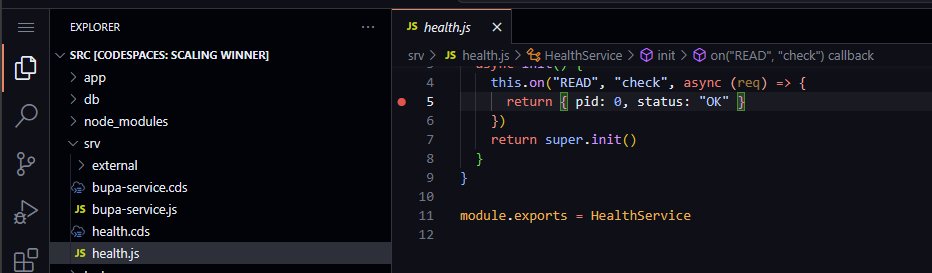 EXPLORER
SRC [CODESPACES: SCALING WINNER]
app
db
node_modules
srv
external
bupa-service.cds
JS bupa-service.js
health.cds
JS health.js
JS health.js
srv > JS health.js > HealthService > init > on("READ", "check") callback
async init() {
4 this.on("READ", "check", async (req) => {
5 return { pid: 0, status: "OK" }
6 })
7 return super.init()
8 }
9 }
10
11 module.exports = HealthService
12